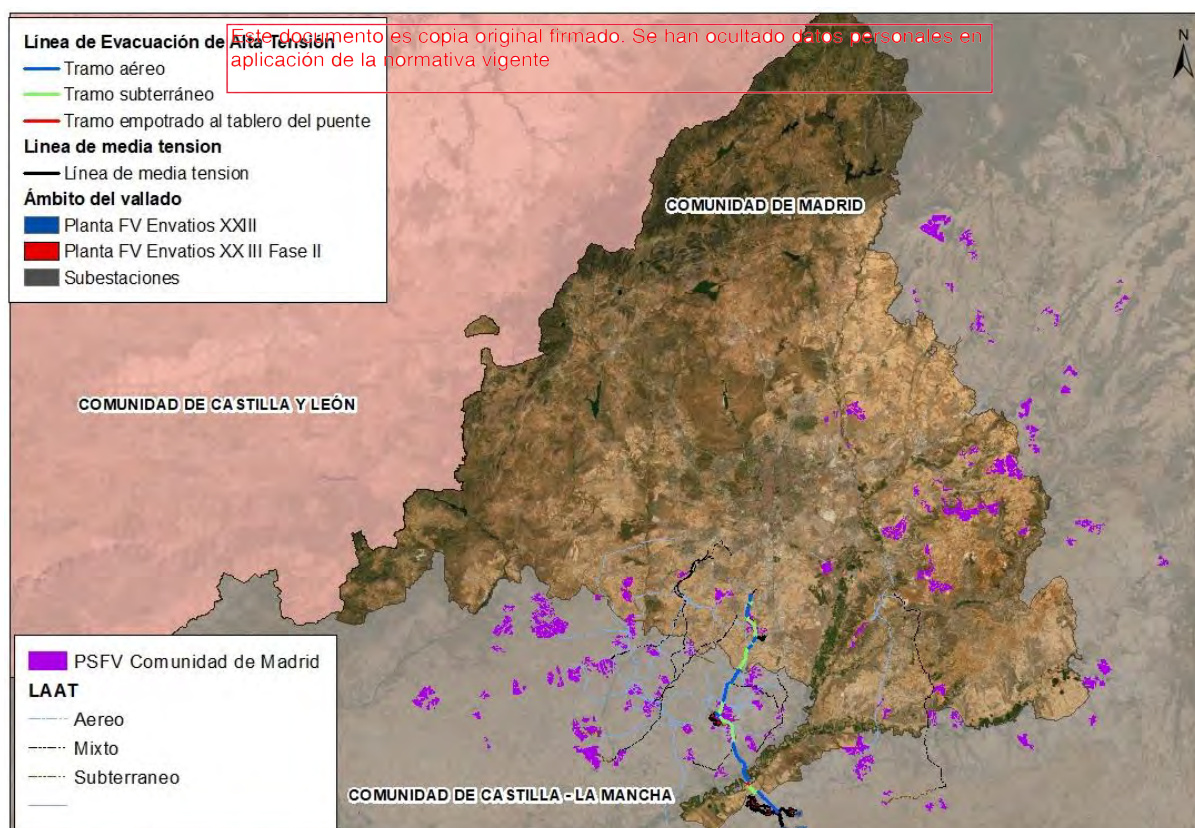 Este documento es copia original firmado. Se han ocultado datos personales en
aplicación de la normativa vigente
Línea de Evacuación de Alta Tensión
Tramo aéreo
Tramo subterráneo
Tramo empotrado al tablero del puente
Linea de media tension
Línea de media tension
Ámbito del vallado
Planta FV Envatios XXIII
Planta FV Envatios XXIII Fase II
Subestaciones
N
COMUNIDAD DE MADRID
COMUNIDAD DE CASTILLA Y LEÓN
PSFV Comunidad de Madrid
LAAT
Aereo
Mixto
Subterraneo
COMUNIDAD DE CASTILLA - LA MANCHA